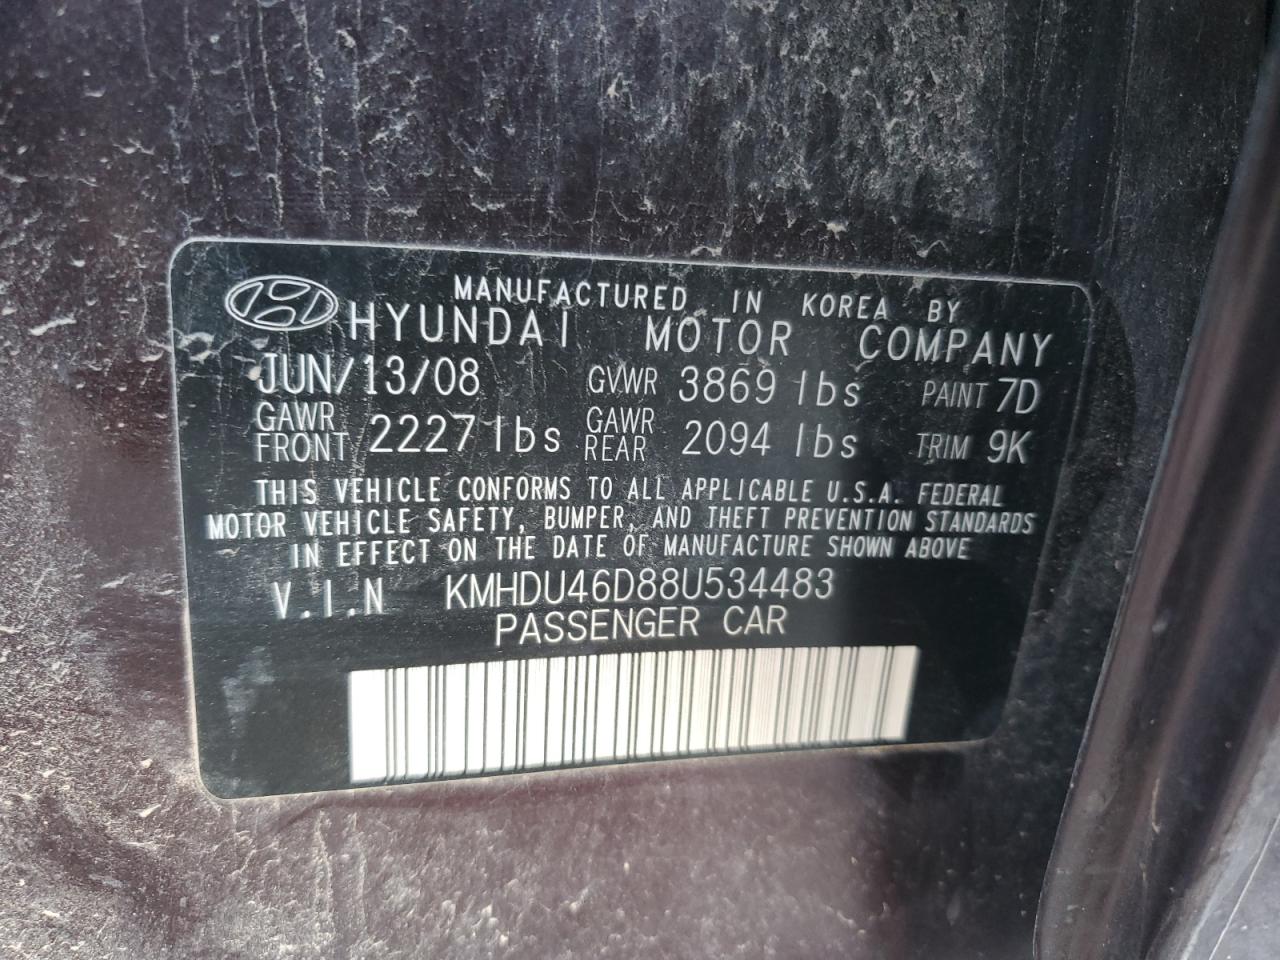 MANUFACTURED IN KOREA BY
HYUNDAI MOTOR COMPANY
JUN/13/08 GVWR 3869 lbs PAINT 7D
GAWR FRONT 2227 lbs GAWR REAR 2094 lbs TRIM 9K
THIS VEHICLE CONFORMS TO ALL APPLICABLE U.S.A. FEDERAL
MOTOR VEHICLE SAFETY, BUMPER, AND THEFT PREVENTION STANDARDS
IN EFFECT ON THE DATE OF MANUFACTURE SHOWN ABOVE
V.I.N KMHDU46D88U534483
PASSENGER CAR